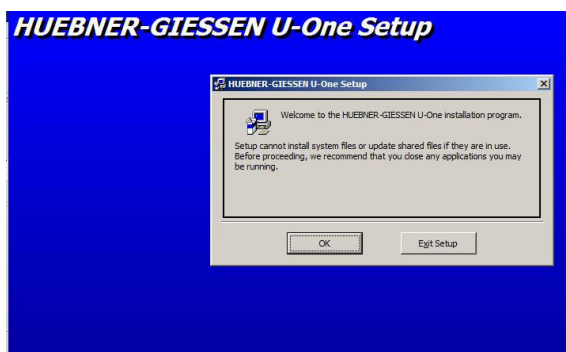 HUEBNER-GIESSEN U-One Setup
HUEBNER-GIESSEN U-One Setup
Welcome to the HUEBNER-GIESSEN U-One installation program.
Setup cannot install system files or update shared files if they are in use.
Before proceeding, we recommend that you close any applications you may
be running.
OK
Exit Setup